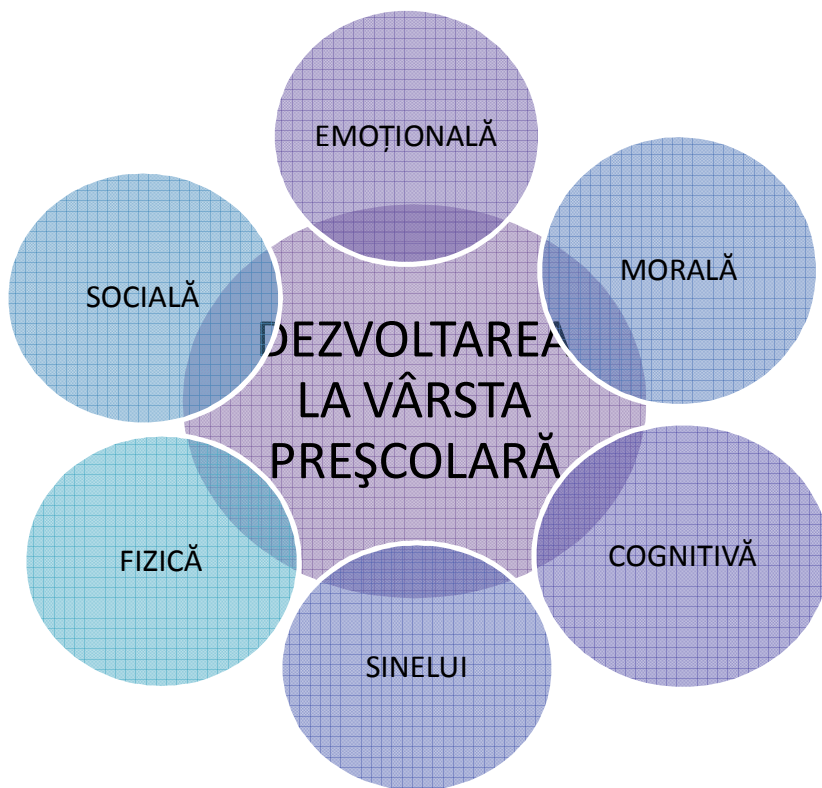 EMOȚIONALĂ
MORALĂ
SOCIALĂ
DEZVOLTAREA
LA VÂRSTA
PREŞCOLARĂ
COGNITIVĂ
FIZICĂ
SINELUI